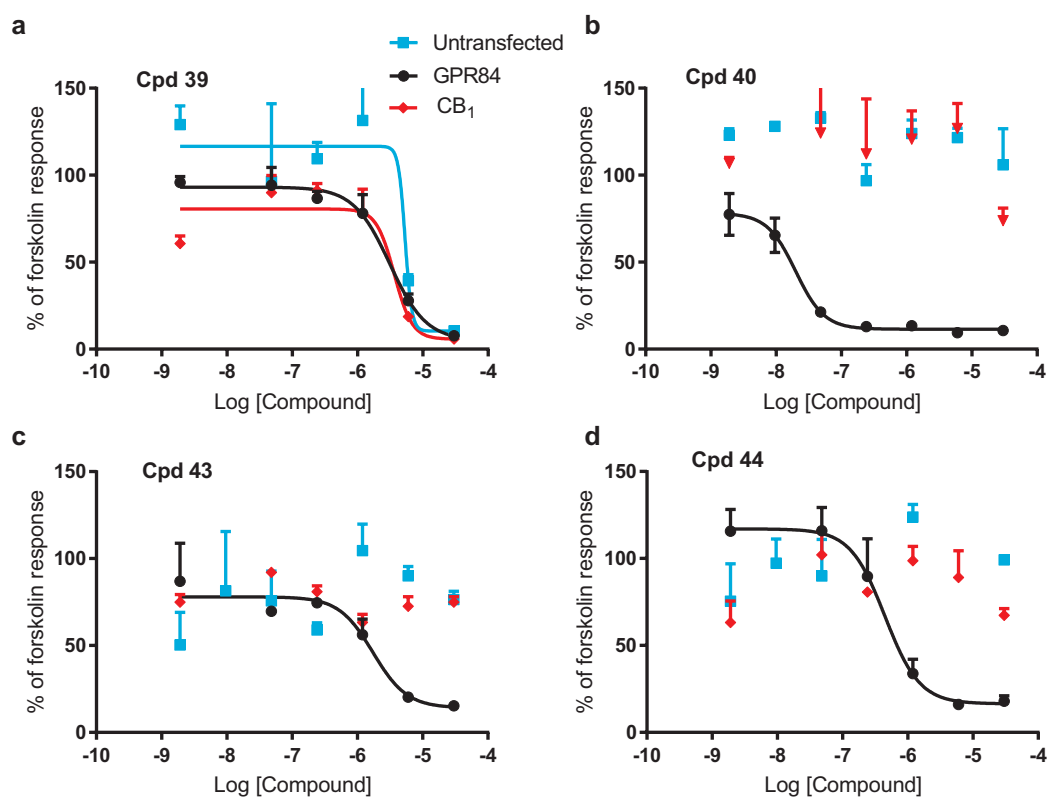 a
Cpd 39
Untransfected
GPR84
CB1
150
100
50
0
-10 -9 -8 -7 -6 -5 -4
% of forskolin response
Log [Compound]
b
Cpd 40
150
100
50
0
-10 -9 -8 -7 -6 -5 -4
% of forskolin response
Log [Compound]
c
Cpd 43
150
100
50
0
-10 -9 -8 -7 -6 -5 -4
% of forskolin response
Log [Compound]
d
Cpd 44
150
100
50
0
-10 -9 -8 -7 -6 -5 -4
% of forskolin response
Log [Compound]